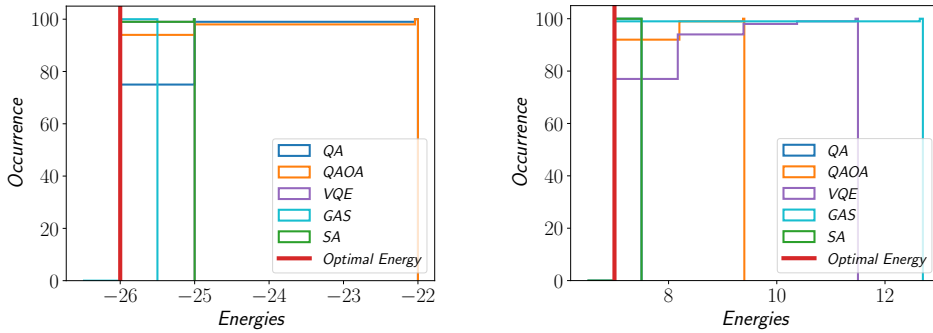 100
80
60
40
20
0
Occurrence
QA
QAOA
VQE
GAS
SA
Optimal Energy
−26 −25 −24 −23 −22
Energies
100
80
60
40
20
0
Occurrence
QA
QAOA
VQE
GAS
SA
Optimal Energy
8 10 12
Energies